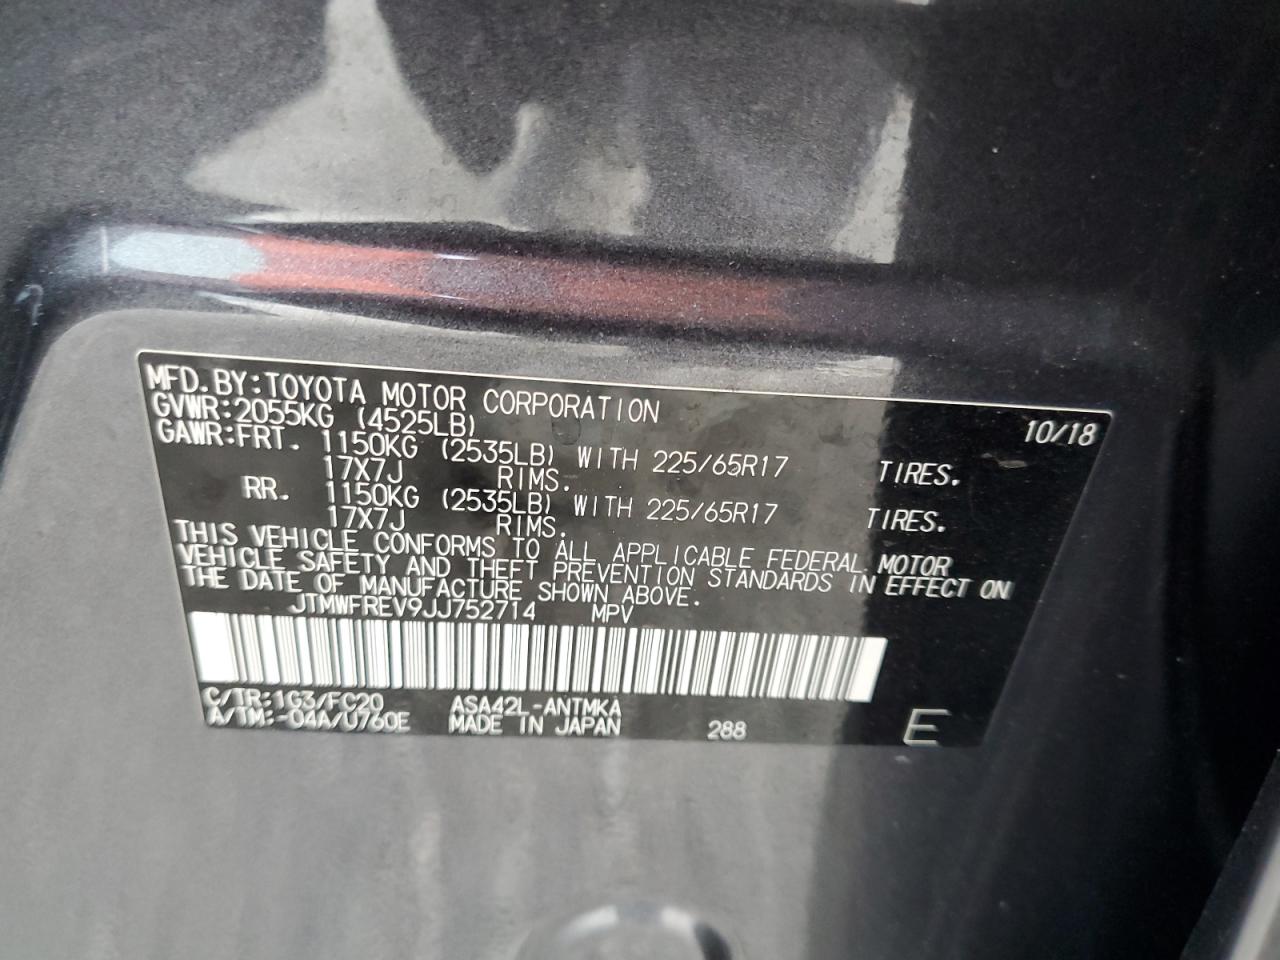 MFD.BY:TOYOTA MOTOR CORPORATION 10/18
GVWR:2055KG (4525LB)
GAWR:FRT. 1150KG (2535LB) WITH 225/65R17 TIRES.
17X7J RIMS.
RR. 1150KG (2535LB) WITH 225/65R17 TIRES.
17X7J RIMS.
THIS VEHICLE CONFORMS TO ALL APPLICABLE FEDERAL MOTOR
VEHICLE SAFETY AND THEFT PREVENTION STANDARDS IN EFFECT ON
THE DATE OF MANUFACTURE SHOWN ABOVE.
JTMWFREV9JJ752714 MPV
C/TR:1G3/FC20 ASA42L-ANTMKA
A/TM:-04A/U760E MADE IN JAPAN 288 E